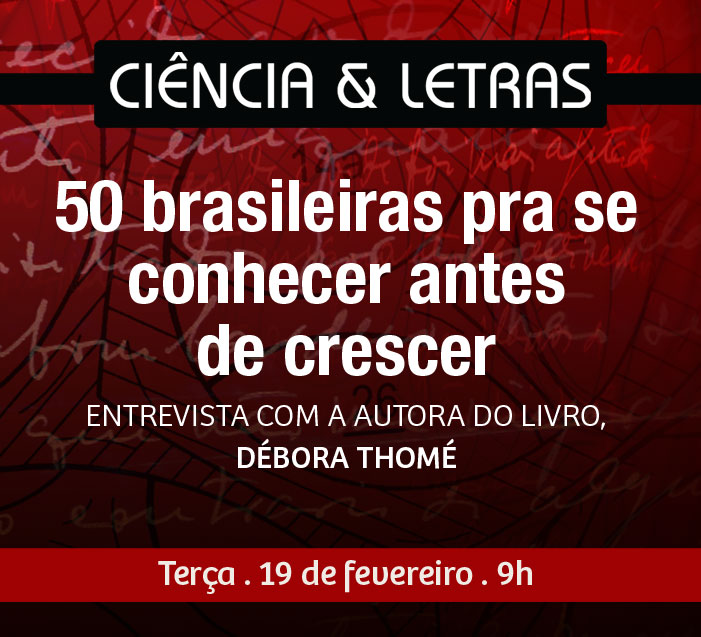 CIÊNCIA & LETRAS
50 brasileiras pra se
conhecer antes
de crescer
ENTREVISTA COM A AUTORA DO LIVRO,
DÉBORA THOMÉ
Terça . 19 de fevereiro . 9h